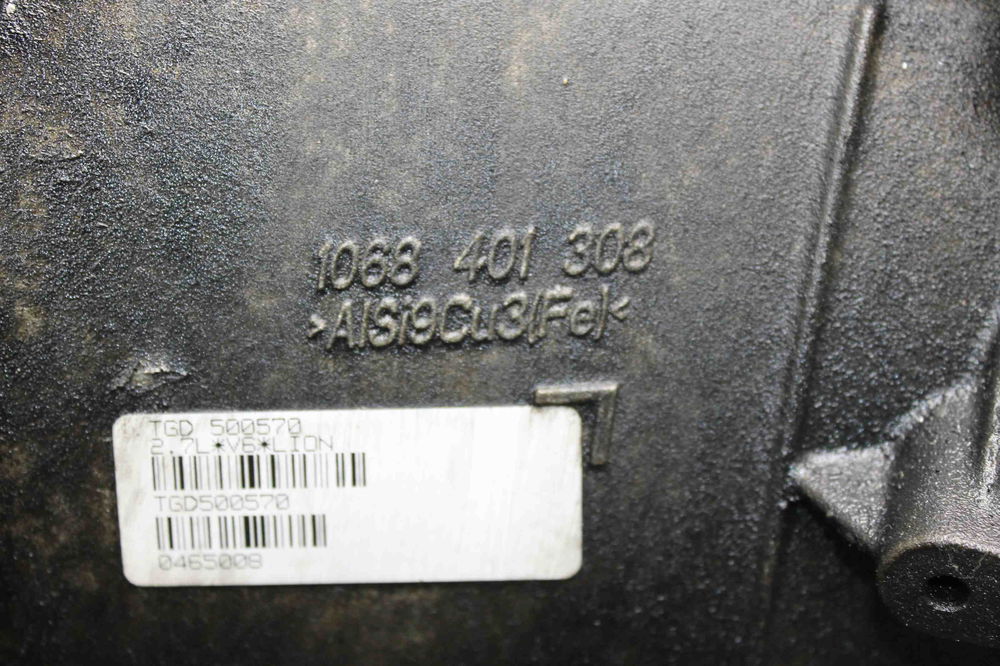 1068 401 308
>AlSi9Cu3(Fe)<
TGD 500570
2.7L*V6*LION
TGD500570
0465008